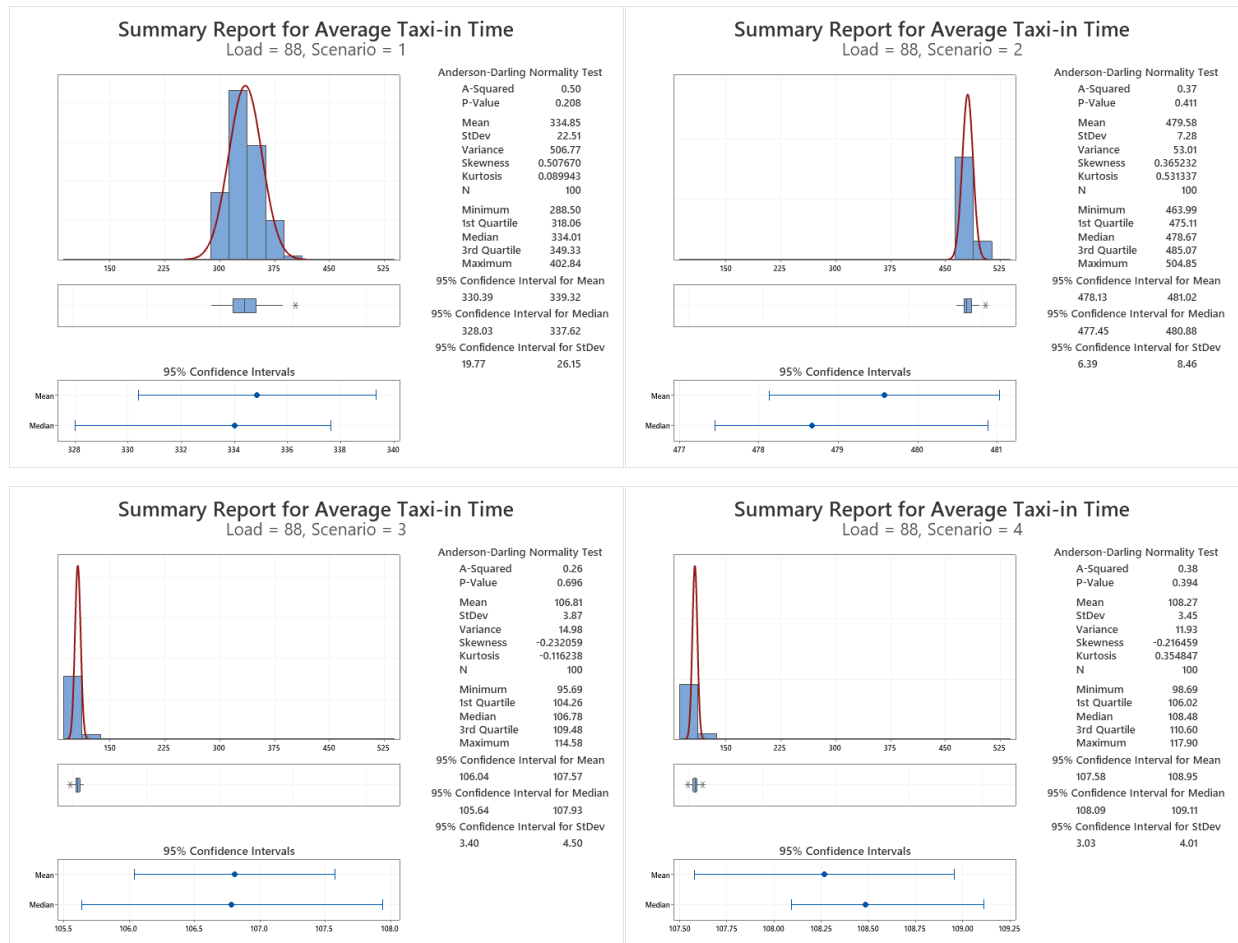 Summary Report for Average Taxi-in Time
Load = 88, Scenario = 1
Anderson-Darling Normality Test
A-Squared 0.50
P-Value 0.208
Mean 334.85
StDev 22.51
Variance 506.77
Skewness 0.507670
Kurtosis 0.089943
N 100
Minimum 288.50
1st Quartile 318.06
Median 334.01
3rd Quartile 349.33
Maximum 402.84
95% Confidence Interval for Mean
330.39 339.32
95% Confidence Interval for Median
328.03 337.62
95% Confidence Interval for StDev
19.77 26.15
150 225 300 375 450 525
95% Confidence Intervals
Mean
Median
328 330 332 334 336 338 340
Summary Report for Average Taxi-in Time
Load = 88, Scenario = 2
Anderson-Darling Normality Test
A-Squared 0.37
P-Value 0.411
Mean 479.58
StDev 7.28
Variance 53.01
Skewness 0.365232
Kurtosis 0.531337
N 100
Minimum 463.99
1st Quartile 475.11
Median 478.67
3rd Quartile 485.07
Maximum 504.85
95% Confidence Interval for Mean
478.13 481.02
95% Confidence Interval for Median
477.45 480.88
95% Confidence Interval for StDev
6.39 8.46
150 225 300 375 450 525
95% Confidence Intervals
Mean
Median
477 478 479 480 481
Summary Report for Average Taxi-in Time
Load = 88, Scenario = 3
Anderson-Darling Normality Test
A-Squared 0.26
P-Value 0.696
Mean 106.81
StDev 3.87
Variance 14.98
Skewness -0.232059
Kurtosis -0.116238
N 100
Minimum 95.69
1st Quartile 104.26
Median 106.78
3rd Quartile 109.48
Maximum 114.58
95% Confidence Interval for Mean
106.04 107.57
95% Confidence Interval for Median
105.64 107.93
95% Confidence Interval for StDev
3.40 4.50
150 225 300 375 450 525
95% Confidence Intervals
Mean
Median
105.5 106.0 106.5 107.0 107.5 108.0
Summary Report for Average Taxi-in Time
Load = 88, Scenario = 4
Anderson-Darling Normality Test
A-Squared 0.38
P-Value 0.394
Mean 108.27
StDev 3.45
Variance 11.93
Skewness -0.216459
Kurtosis 0.354847
N 100
Minimum 98.69
1st Quartile 106.02
Median 108.48
3rd Quartile 110.60
Maximum 117.90
95% Confidence Interval for Mean
107.58 108.95
95% Confidence Interval for Median
108.09 109.11
95% Confidence Interval for StDev
3.03 4.01
150 225 300 375 450 525
95% Confidence Intervals
Mean
Median
107.50 107.75 108.00 108.25 108.50 108.75 109.00 109.25